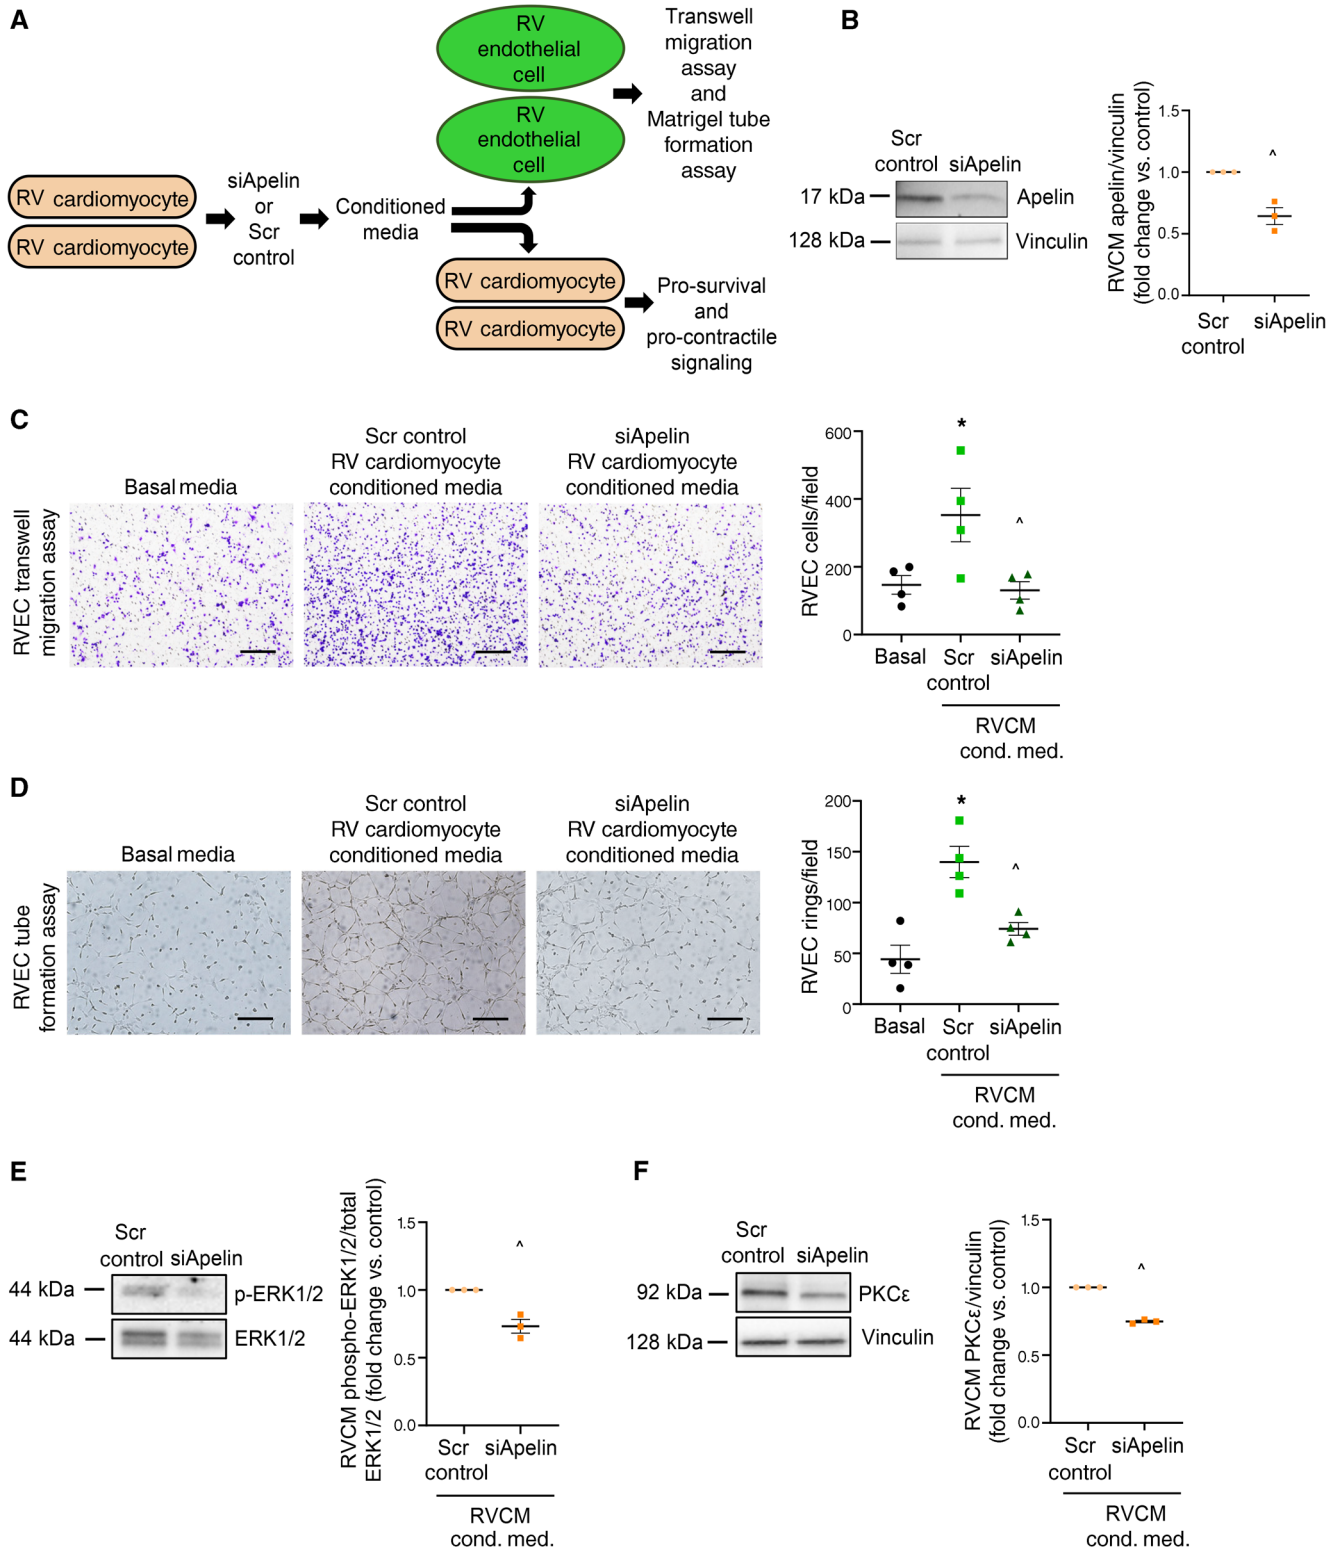 A
RV cardiomyocyte
RV cardiomyocyte
siApelin
or
Scr
control
Conditioned
media
RV
endothelial
cell
RV
endothelial
cell
Transwell
migration
assay
and
Matrigel tube
formation
assay
RV cardiomyocyte
RV cardiomyocyte
Pro-survival
and
pro-contractile
signaling
B
Scr
control
siApelin
17 kDa
Apelin
128 kDa
Vinculin
RVCM apelin/vinculin
(fold change vs. control)
1.5
1.0
0.5
0.0
^
Scr
control
siApelin
C
Basal media
Scr control
RV cardiomyocyte
conditioned media
siApelin
RV cardiomyocyte
conditioned media
RVEC transwell
migration assay
RVEC cells/field
600
400
200
0
*
^
Basal
Scr
control
siApelin
RVCM
cond. med.
D
Basal media
Scr control
RV cardiomyocyte
conditioned media
siApelin
RV cardiomyocyte
conditioned media
RVEC tube
formation assay
RVEC rings/field
200
150
100
50
0
*
^
Basal
Scr
control
siApelin
RVCM
cond. med.
E
Scr
control
siApelin
44 kDa
p-ERK1/2
44 kDa
ERK1/2
RVCM phospho-ERK1/2/total
ERK1/2 (fold change vs. control)
1.5
1.0
0.5
0.0
^
Scr
control
siApelin
RVCM
cond. med.
F
Scr
control
siApelin
92 kDa
PKCε
128 kDa
Vinculin
RVCM PKCε/vinculin
(fold change vs. control)
1.5
1.0
0.5
0.0
^
Scr
control
siApelin
RVCM
cond. med.